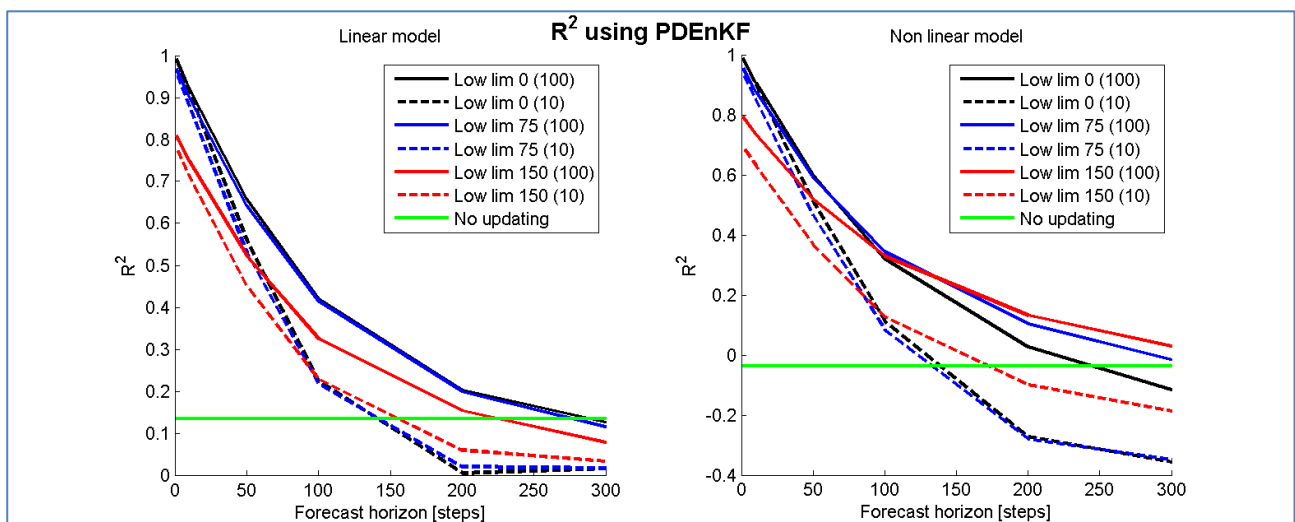 R² using PDEnKF
Linear model
1
0.9
0.8
0.7
0.6
0.5
0.4
0.3
0.2
0.1
0
R²
0 50 100 150 200 250 300
Forecast horizon [steps]
Low lim 0 (100)
Low lim 0 (10)
Low lim 75 (100)
Low lim 75 (10)
Low lim 150 (100)
Low lim 150 (10)
No updating
Non linear model
1
0.8
0.6
0.4
0.2
0
-0.2
-0.4
R²
0 50 100 150 200 250 300
Forecast horizon [steps]
Low lim 0 (100)
Low lim 0 (10)
Low lim 75 (100)
Low lim 75 (10)
Low lim 150 (100)
Low lim 150 (10)
No updating